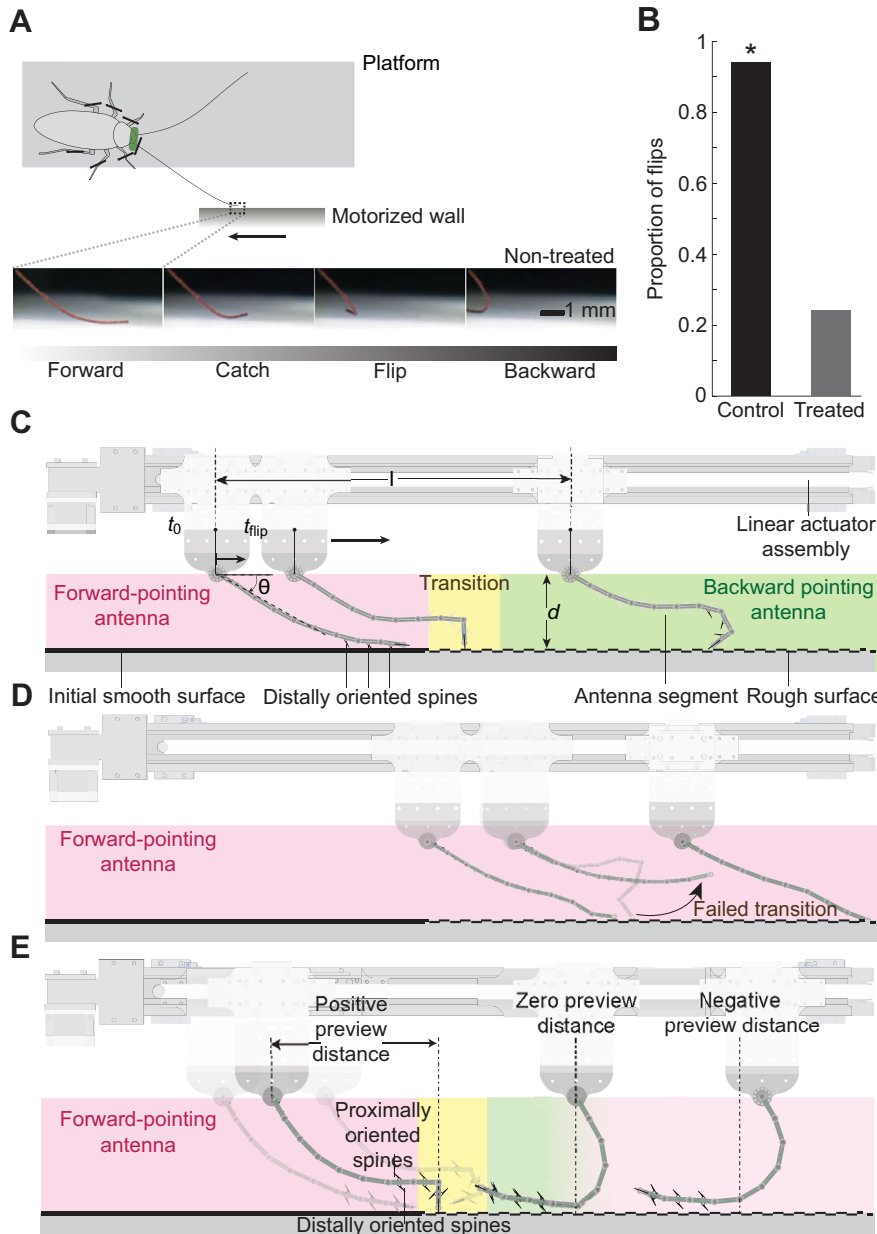 A
Platform
Motorized wall
Non-treated
1 mm
Forward Catch Flip Backward
B
Proportion of flips
1
0.8
0.6
0.4
0.2
0
*
Control Treated
C
l
t0
tflip
Linear actuator
assembly
θ
Forward-pointing
antenna
Transition
d
Backward pointing
antenna
Initial smooth surface Distally oriented spines Antenna segment Rough surface
D
Forward-pointing
antenna
Failed transition
E
Positive
preview
distance
Zero preview
distance
Negative
preview distance
Forward-pointing
antenna
Proximally
oriented
spines
Distally oriented spines